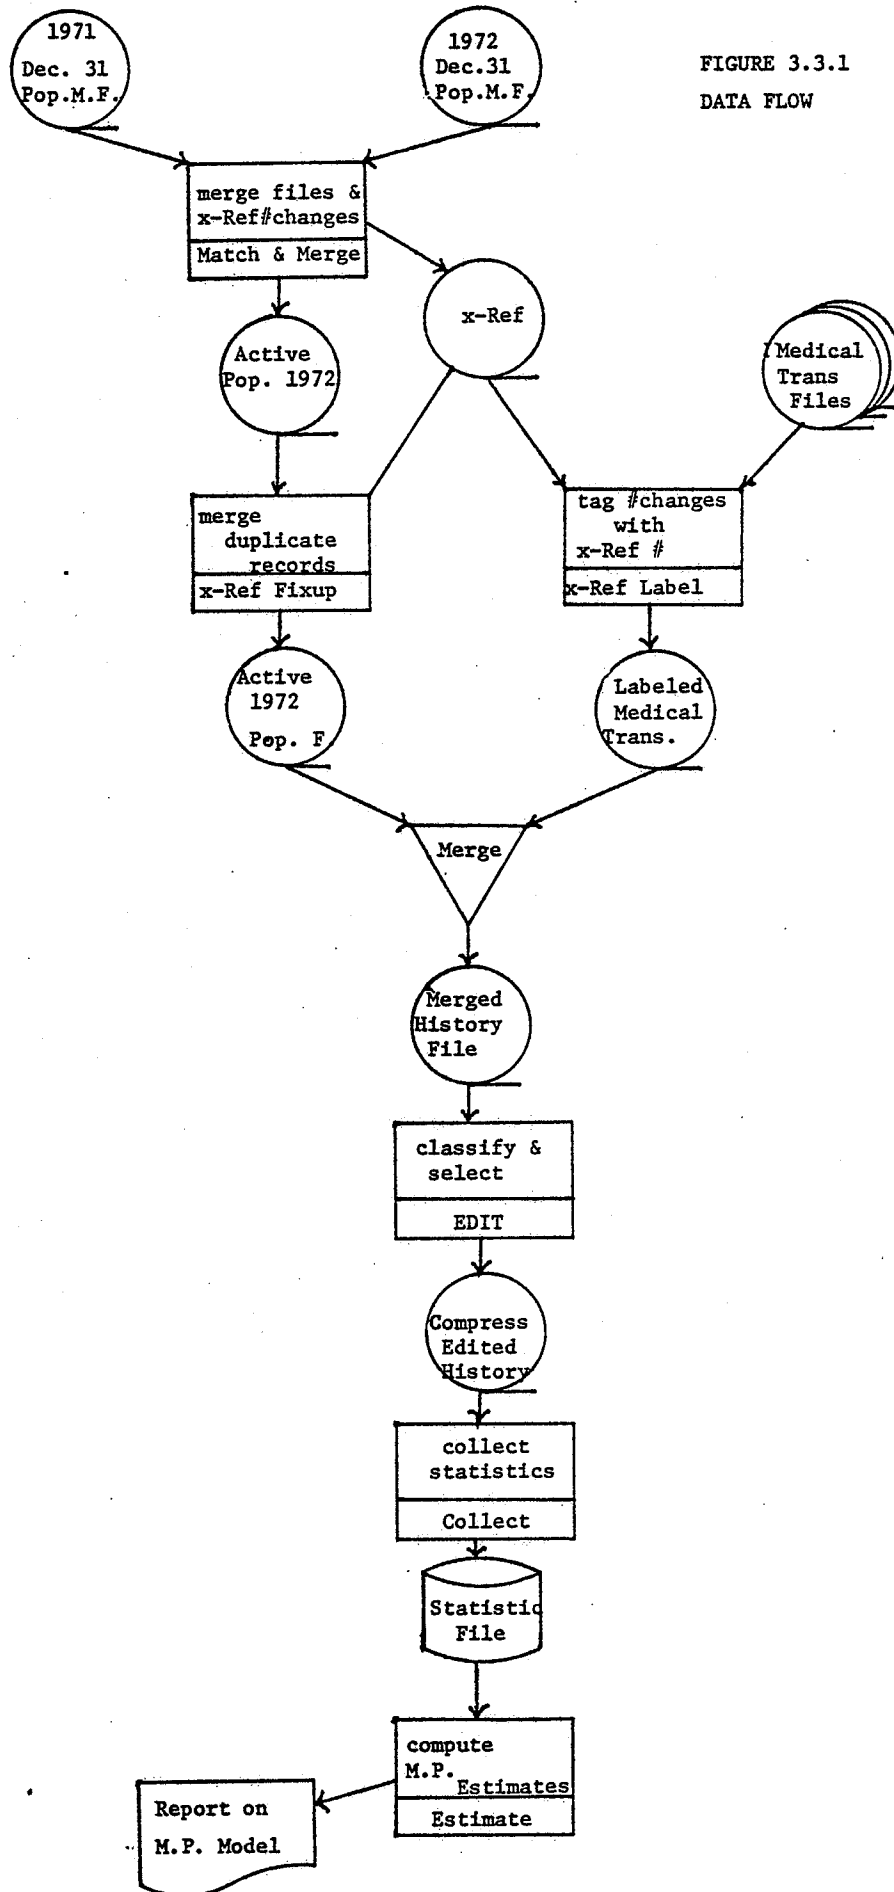 1971
Dec. 31
Pop.M.F.
1972
Dec.31
Pop.M.F.
FIGURE 3.3.1
DATA FLOW
merge files &
x-Ref#changes
Match & Merge
x-Ref
Active
Pop. 1972
Medical
Trans
Files
merge
duplicate
records
x-Ref Fixup
tag #changes
with
x-Ref #
x-Ref Label
Active
1972
Pop. F
Labeled
Medical
Trans.
Merge
Merged
History
File
classify &
select
EDIT
Compress
Edited
History
collect
statistics
Collect
Statistic
File
compute
M.P.
Estimates
Estimate
Report on
M.P. Model